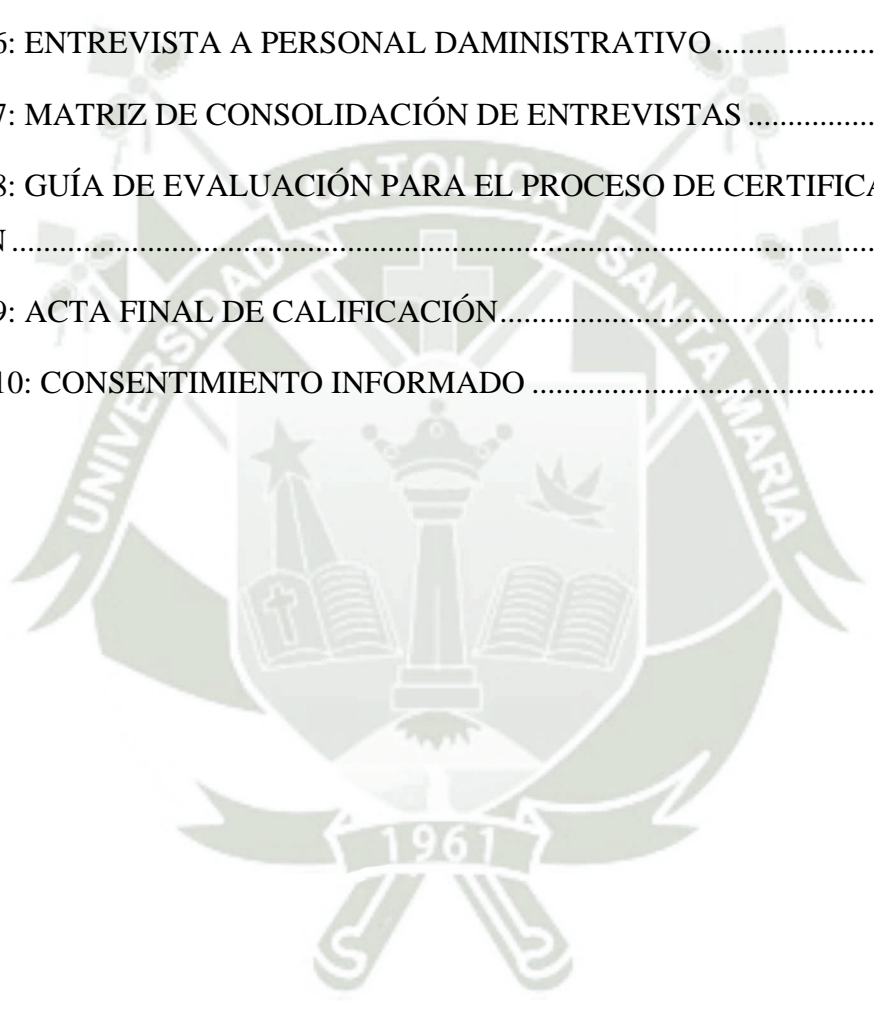 6: ENTREVISTA A PERSONAL DAMINISTRATIVO ....................
7: MATRIZ DE CONSOLIDACIÓN DE ENTREVISTAS ................
8: GUÍA DE EVALUACIÓN PARA EL PROCESO DE CERTIFICA
N ............................................................................................................
9: ACTA FINAL DE CALIFICACIÓN...............................................
10: CONSENTIMIENTO INFORMADO ...........................................
UNIVERSIDAD CATOLICA SANTA MARIA
1961